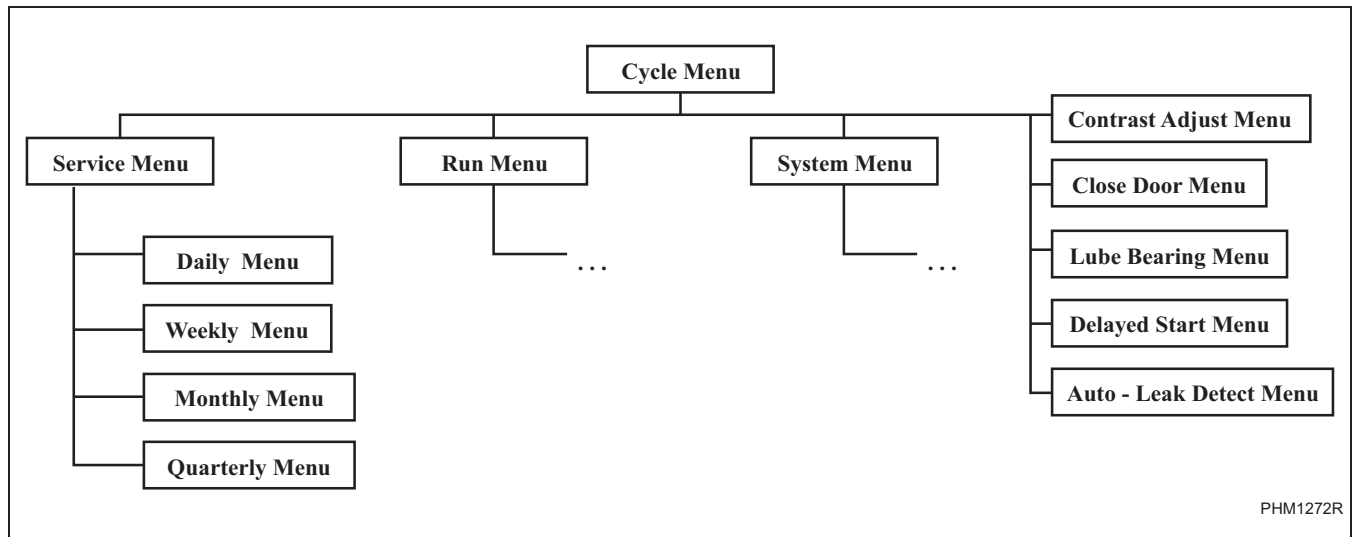 Cycle Menu
Service Menu
Daily Menu
Weekly Menu
Monthly Menu
Quarterly Menu
Run Menu
...
System Menu
...
Contrast Adjust Menu
Close Door Menu
Lube Bearing Menu
Delayed Start Menu
Auto - Leak Detect Menu
PHM1272R